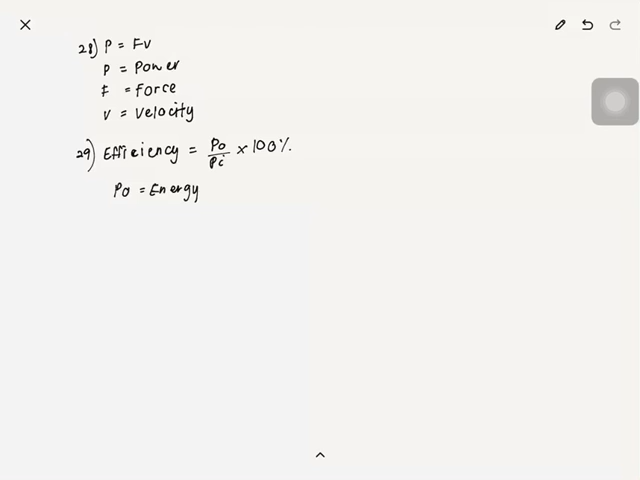 28) P = Fv
P = Power
F = Force
v = Velocity
29) Efficiency = Po/Pi × 100%
Po = Energy